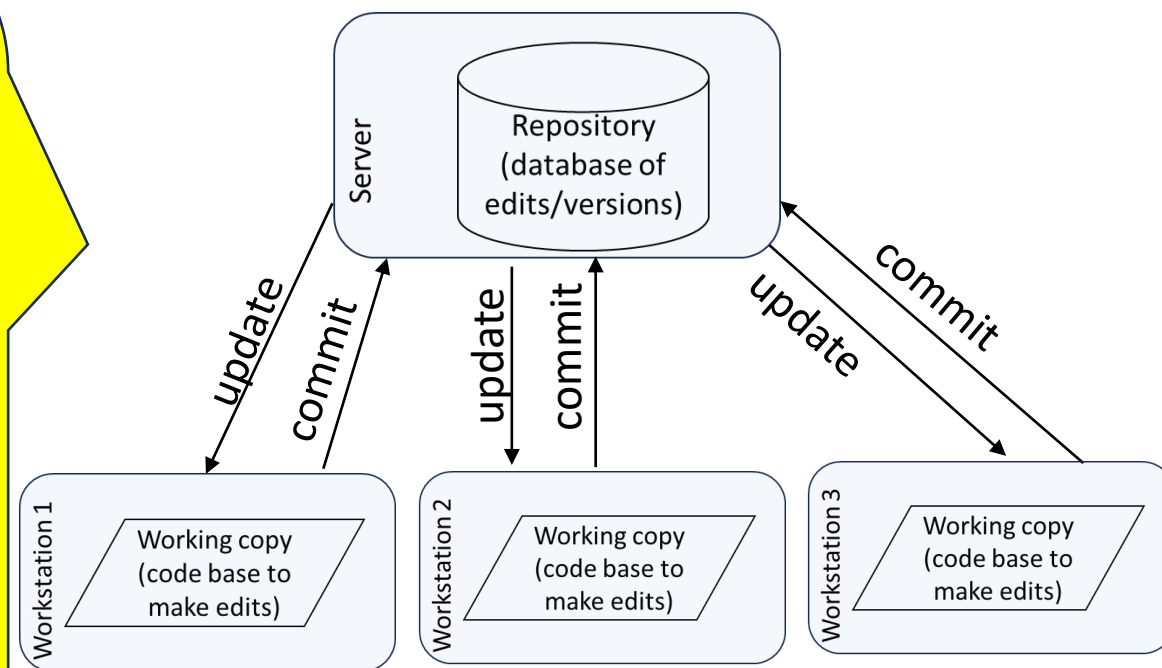 Server
Repository
(database of
edits/versions)
update
commit
update
commit
update
commit
Workstation 1
Working copy
(code base to
make edits)
Workstation 2
Working copy
(code base to
make edits)
Workstation 3
Working copy
(code base to
make edits)